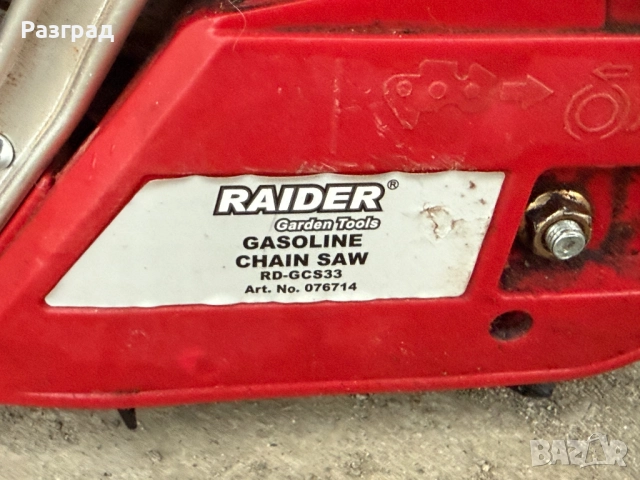 Разград
RAIDER®
Garden Tools
GASOLINE
CHAIN SAW
RD-GCS33
Art. No. 076714
BAZAR